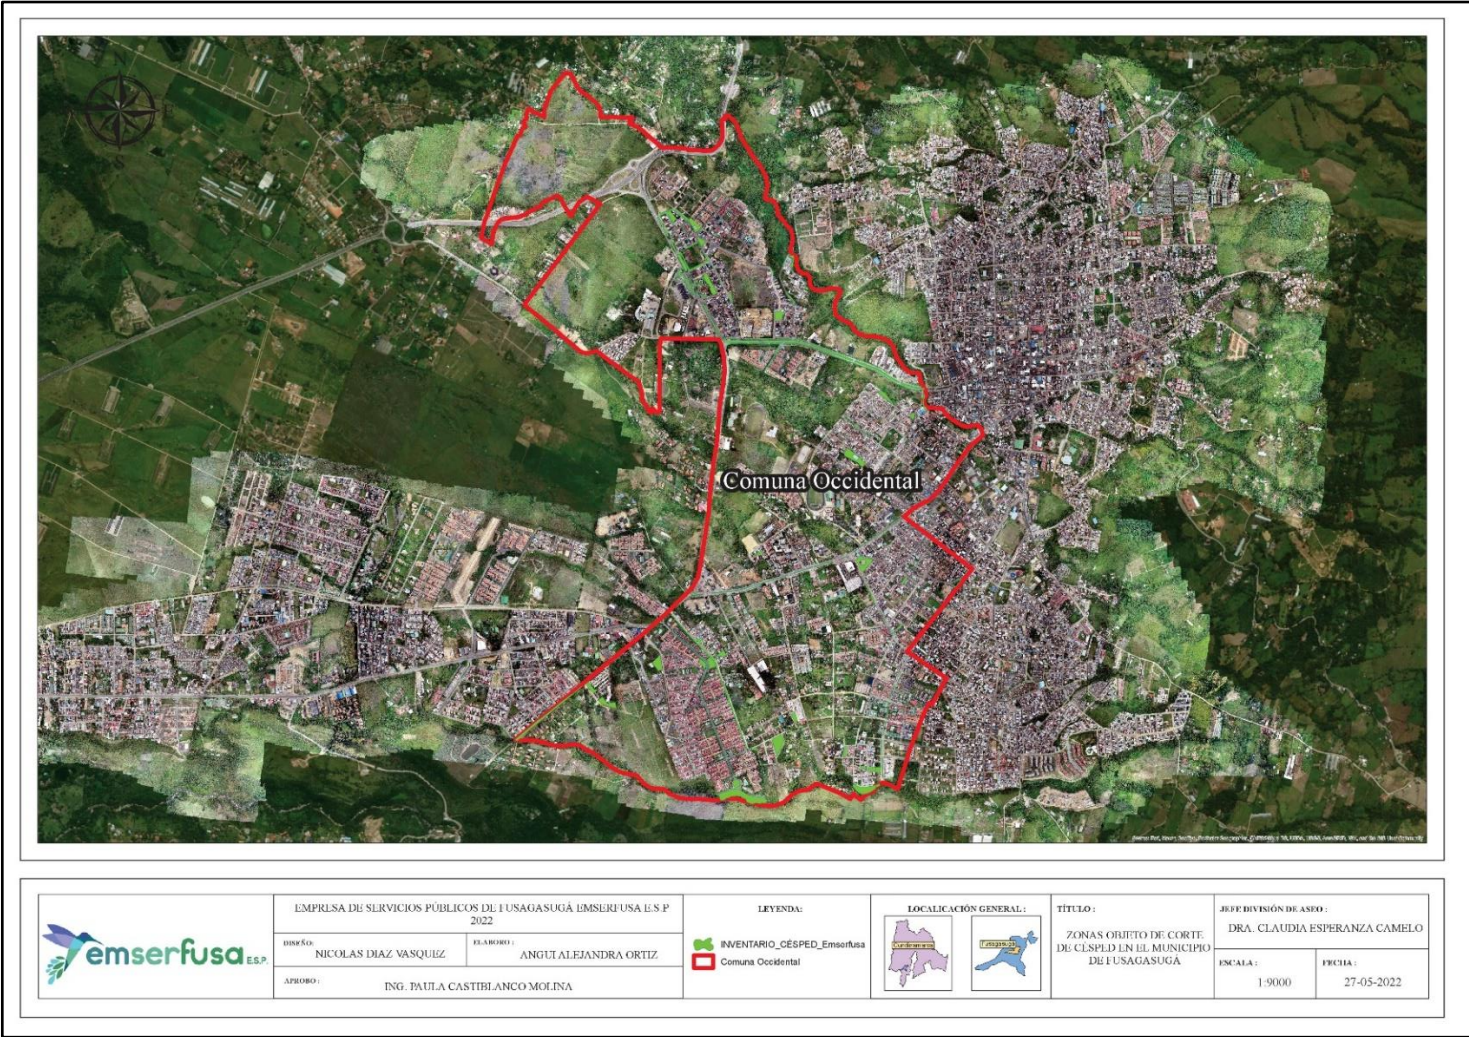 Comuna Occidental
emserfusa E.S.P.
EMPRESA DE SERVICIOS PÚBLICOS DE FUSAGASUGÁ EMSERFUSA E.S.P
2022
DISEÑO:
NICOLAS DIAZ VASQUEZ
ELABORO :
ANGUI ALEJANDRA ORTIZ
APROBO :
ING. PAULA CASTIBLANCO MOLINA
LEYENDA:
INVENTARIO_CÉSPED_Emserfusa
Comuna Occidental
LOCALICACIÓN GENERAL :
Cundinamarca
Fusagasugá
TÍTULO :
ZONAS OBJETO DE CORTE
DE CÉSPED EN EL MUNICIPIO
DE FUSAGASUGÁ
JEFE DIVISIÓN DE ASEO :
DRA. CLAUDIA ESPERANZA CAMELO
ESCALA :
1:9000
FECHA :
27-05-2022